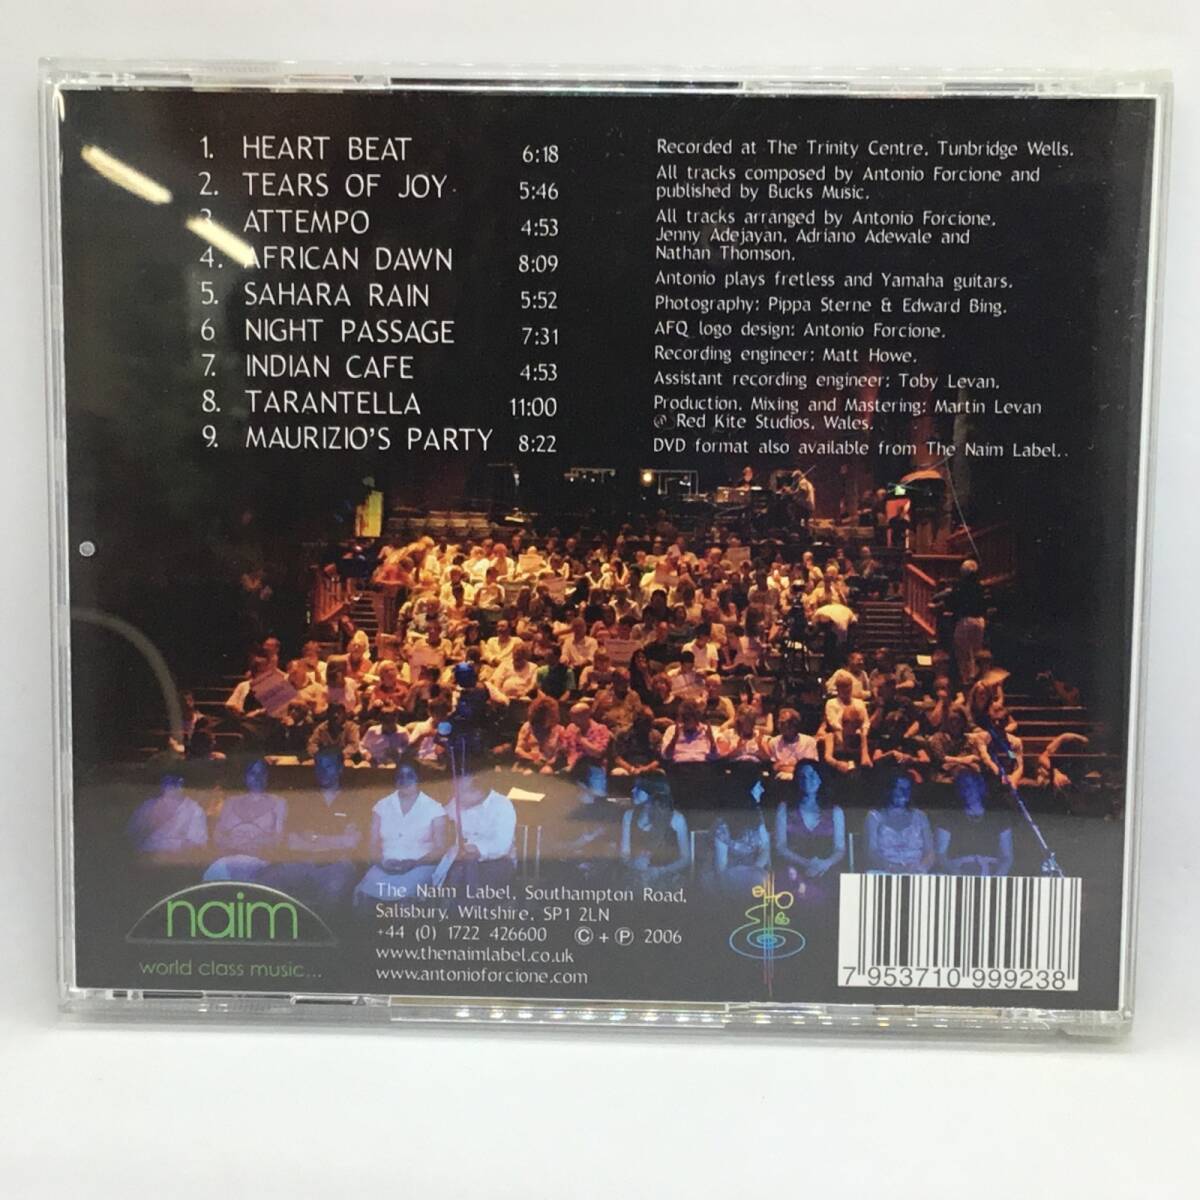 1. HEART BEAT 6:18
2. TEARS OF JOY 5:46
3. ATTEMPO 4:53
4. AFRICAN DAWN 8:09
5. SAHARA RAIN 5:52
6 NIGHT PASSAGE 7:31
7. INDIAN CAFE 4:53
8. TARANTELLA 11:00
9. MAURIZIO'S PARTY 8:22
Recorded at The Trinity Centre, Tunbridge Wells.
All tracks composed by Antonio Forcione and
published by Bucks Music.
All tracks arranged by Antonio Forcione,
Jenny Adejayan, Adriano Adewale and
Nathan Thomson.
Antonio plays fretless and Yamaha guitars.
Photography: Pippa Sterne & Edward Bing.
AFQ logo design: Antonio Forcione.
Recording engineer: Matt Howe.
Assistant recording engineer: Toby Levan.
Production, Mixing and Mastering: Martin Levan
@ Red Kite Studios, Wales.
DVD format also available from The Naim Label..
naim
world class music...
The Naim Label, Southampton Road,
Salisbury, Wiltshire, SP1 2LN
+44 (0) 1722 426600 © + ℗ 2006
www.thenaimlabel.co.uk
www.antonioforcione.com
7 953710 999238